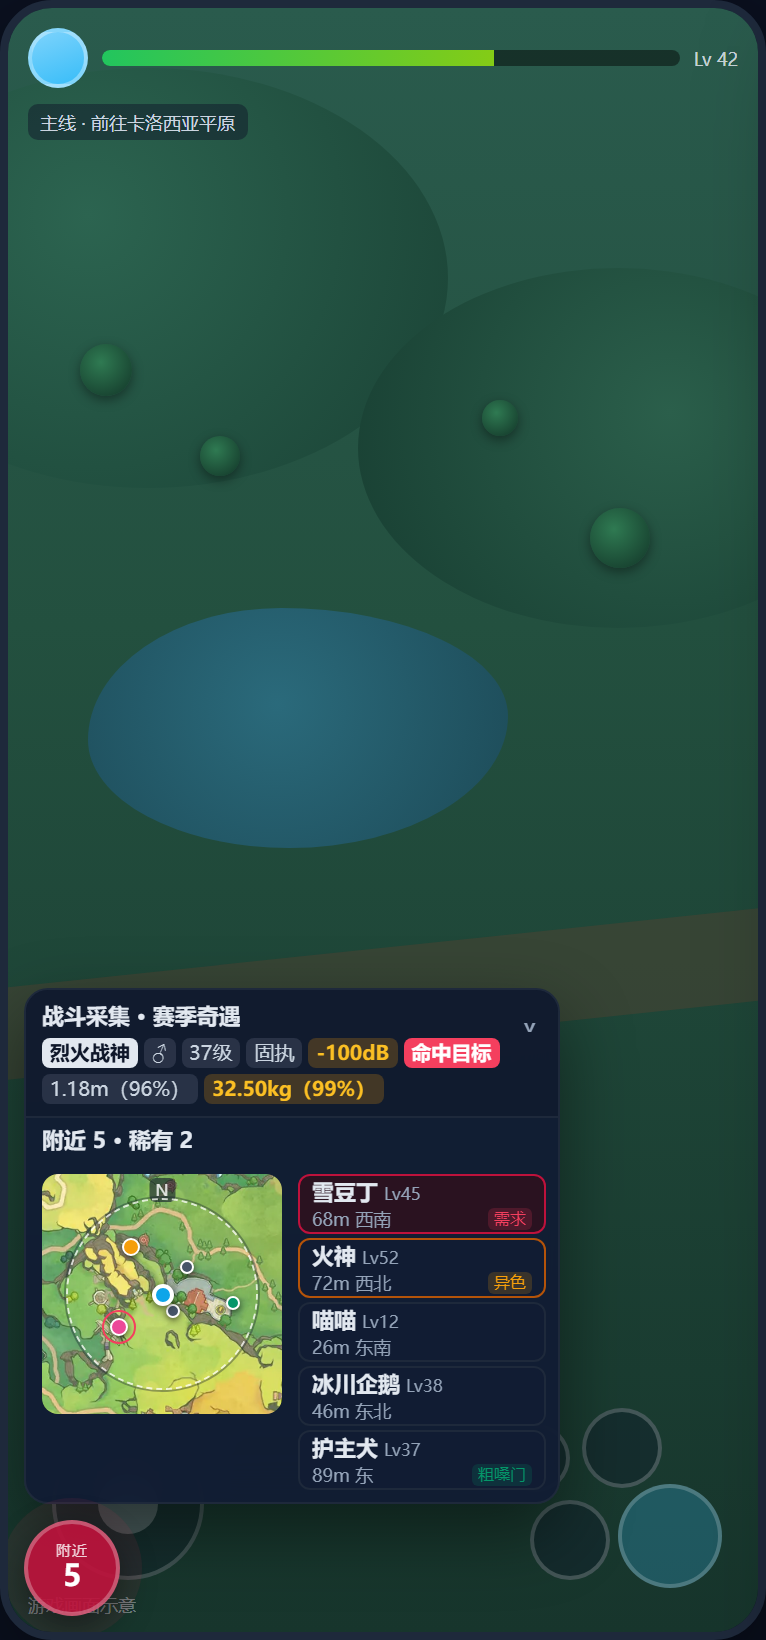 Lv 42
主线 · 前往卡洛西亚平原
战斗采集 • 赛季奇遇
v
烈火战神 ♂ 37级 固执 -100dB 命中目标
1.18m（96%） 32.50kg（99%）
附近 5 • 稀有 2
N
雪豆丁 Lv45
68m 西南 需求
火神 Lv52
72m 西北 异色
喵喵 Lv12
26m 东南
冰川企鹅 Lv38
46m 东北
护主犬 Lv37
89m 东 粗嗓门
附近
5
游 示意